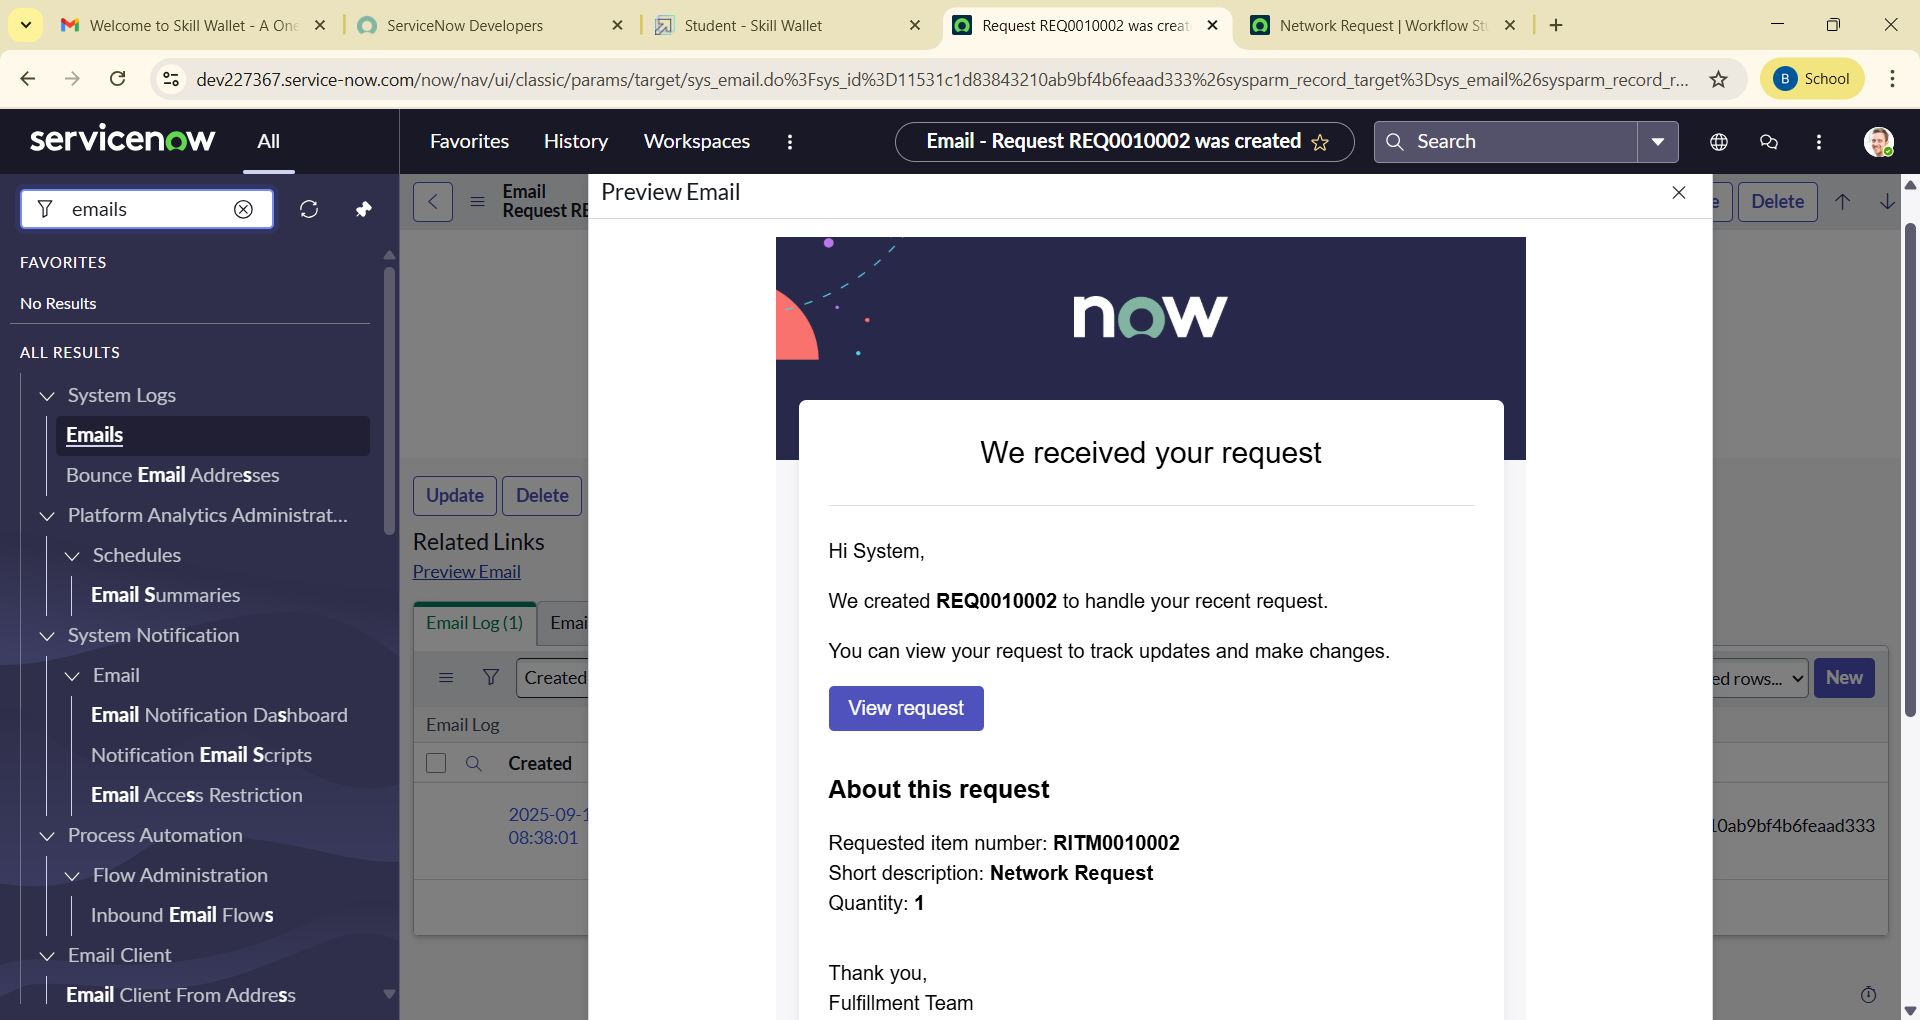 Welcome to Skill Wallet - A One
ServiceNow Developers
Student - Skill Wallet
Request REQ0010002 was creat
Network Request | Workflow St
dev227367.service-now.com/now/nav/ui/classic/params/target/sys_email.do%3Fsys_id%3D11531c1d83843210ab9bf4b6feaad333%26sysparm_record_target%3Dsys_email%26sysparm_record_r...
B School
servicenow
All
Favorites
History
Workspaces
Email - Request REQ0010002 was created
Search
emails
FAVORITES
No Results
ALL RESULTS
System Logs
Emails
Bounce Email Addresses
Platform Analytics Administrat...
Schedules
Email Summaries
System Notification
Email
Email Notification Dashboard
Notification Email Scripts
Email Access Restriction
Process Automation
Flow Administration
Inbound Email Flows
Email Client
Email Client From Address
Email
Request RE
Delete
Update
Delete
Related Links
Preview Email
Email Log (1)
Emai
Created
Email Log
Created
2025-09-1
08:38:01
ed rows...
New
10ab9bf4b6feaad333
Preview Email
now
We received your request
Hi System,
We created REQ0010002 to handle your recent request.
You can view your request to track updates and make changes.
View request
About this request
Requested item number: RITM0010002
Short description: Network Request
Quantity: 1
Thank you,
Fulfillment Team